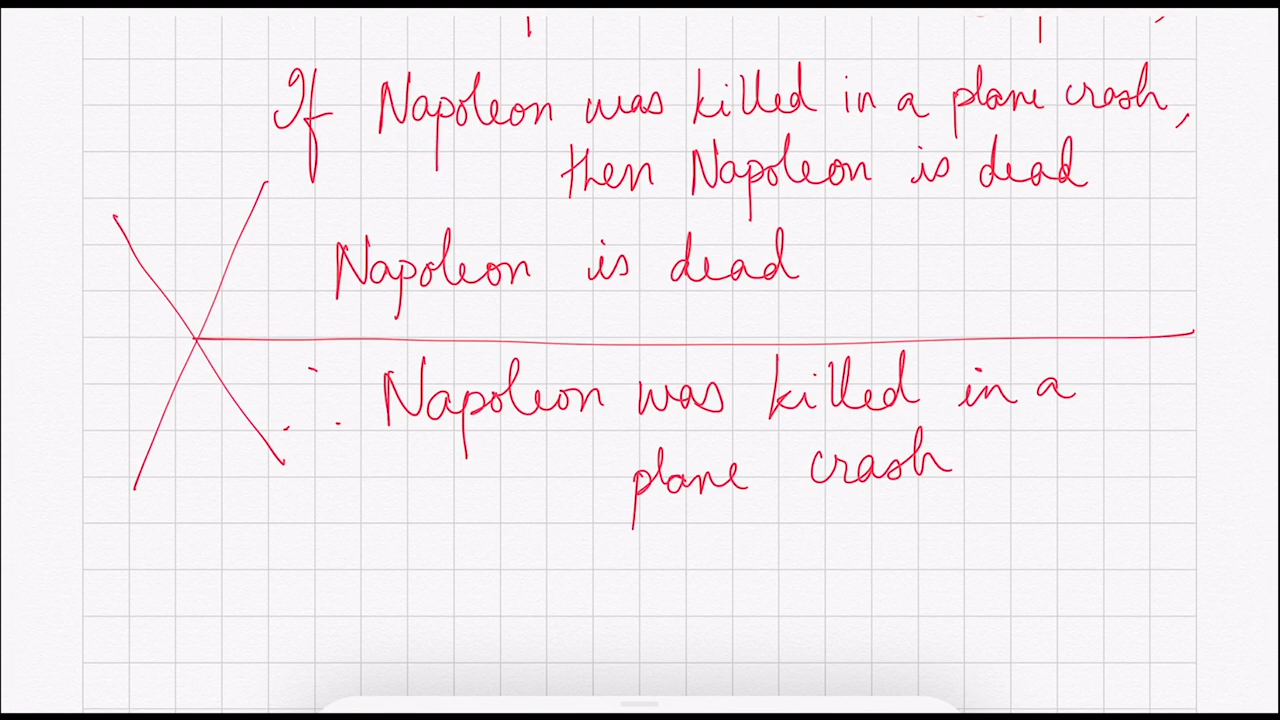 If Napoleon was killed in a plane crash,
then Napoleon is dead
Napoleon is dead
∴ Napoleon was killed in a
plane crash